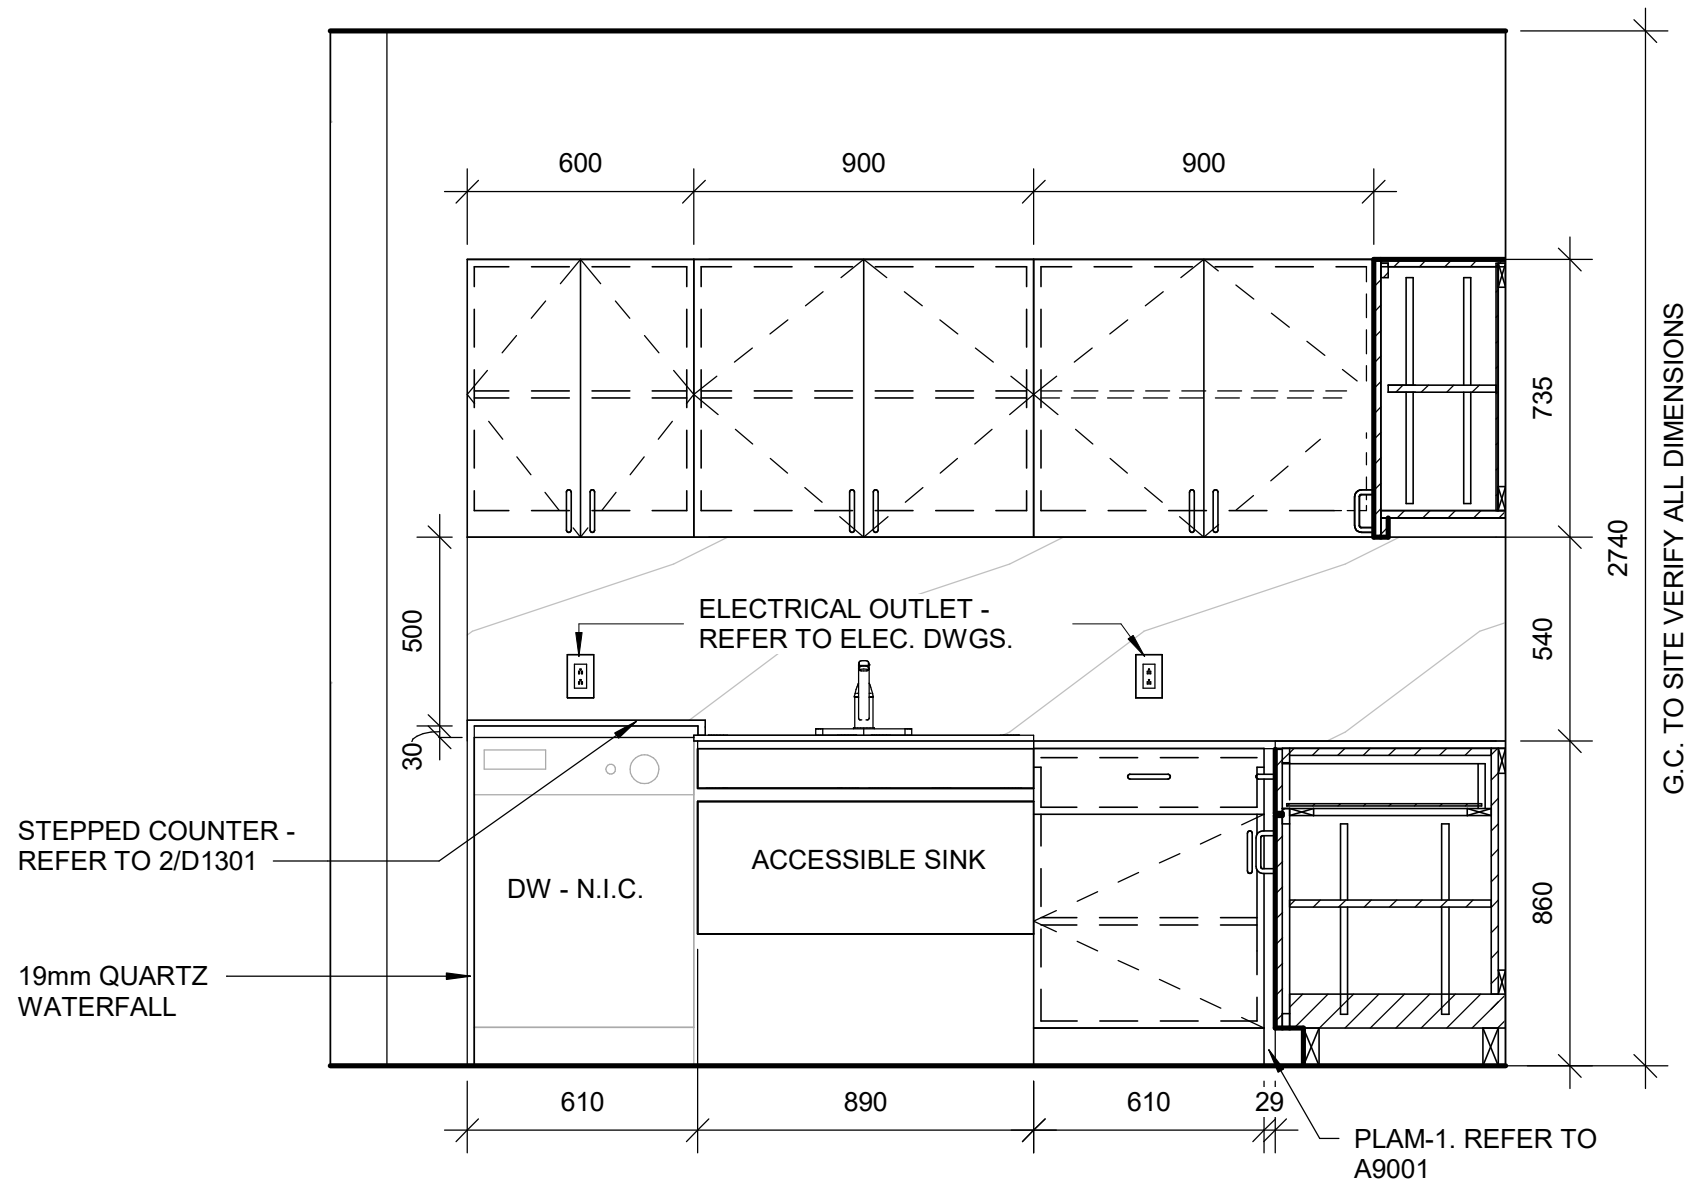 600
900
900
735
2740
G.C. TO SITE VERIFY ALL DIMENSIONS
500
ELECTRICAL OUTLET -
REFER TO ELEC. DWGS.
540
30
STEPPED COUNTER -
REFER TO 2/D1301
ACCESSIBLE SINK
DW - N.I.C.
860
19mm QUARTZ
WATERFALL
610
890
610
29
PLAM-1. REFER TO
A9001